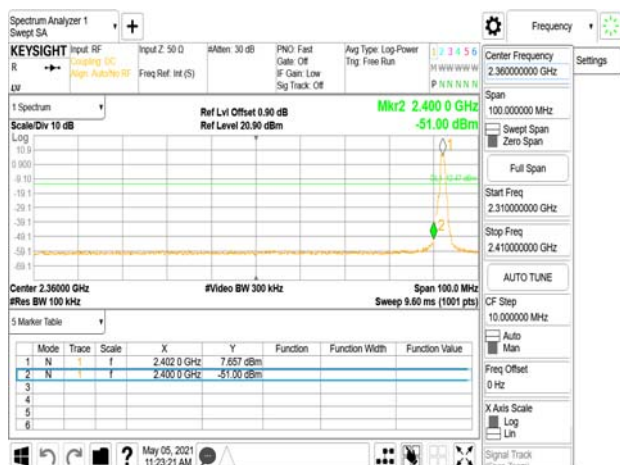 Spectrum Analyzer 1
Swept SA
+
Frequency
KEYSIGHT
Input: RF
Input Z: 50 Ω
#Atten: 30 dB
PNO: Fast
Avg Type: Log-Power
1 2 3 4 5 6
R
Coupling: DC
Gate: Off
Trig: Free Run
Align: Auto/No RF
Freq Ref: Int (S)
IF Gain: Low
M W W W W W
Sig Track: Off
P N N N N N
Center Frequency
2.360000000 GHz
Settings
Span
100.000000 MHz
Swept Span
Zero Span
Full Span
Start Freq
2.310000000 GHz
Stop Freq
2.410000000 GHz
AUTO TUNE
CF Step
10.000000 MHz
Auto
Man
Freq Offset
0 Hz
X Axis Scale
Log
Lin
Signal Track
1 Spectrum
Ref Lvl Offset 0.90 dB
Mkr2 2.400 0 GHz
Scale/Div 10 dB
Ref Level 20.90 dBm
-51.00 dBm
Log
10.9
0.900
-9.10
-19.1
-29.1
-39.1
-49.1
-59.1
-69.1
1
2
Center 2.36000 GHz
#Video BW 300 kHz
Span 100.0 MHz
#Res BW 100 kHz
Sweep 9.60 ms (1001 pts)
5 Marker Table
Mode Trace Scale X Y Function Function Width Function Value
1 N 1 f 2.402 0 GHz 7.657 dBm
2 N 1 f 2.400 0 GHz -51.00 dBm
3
4
5
6
?
May 05, 2021
11:23:21 AM